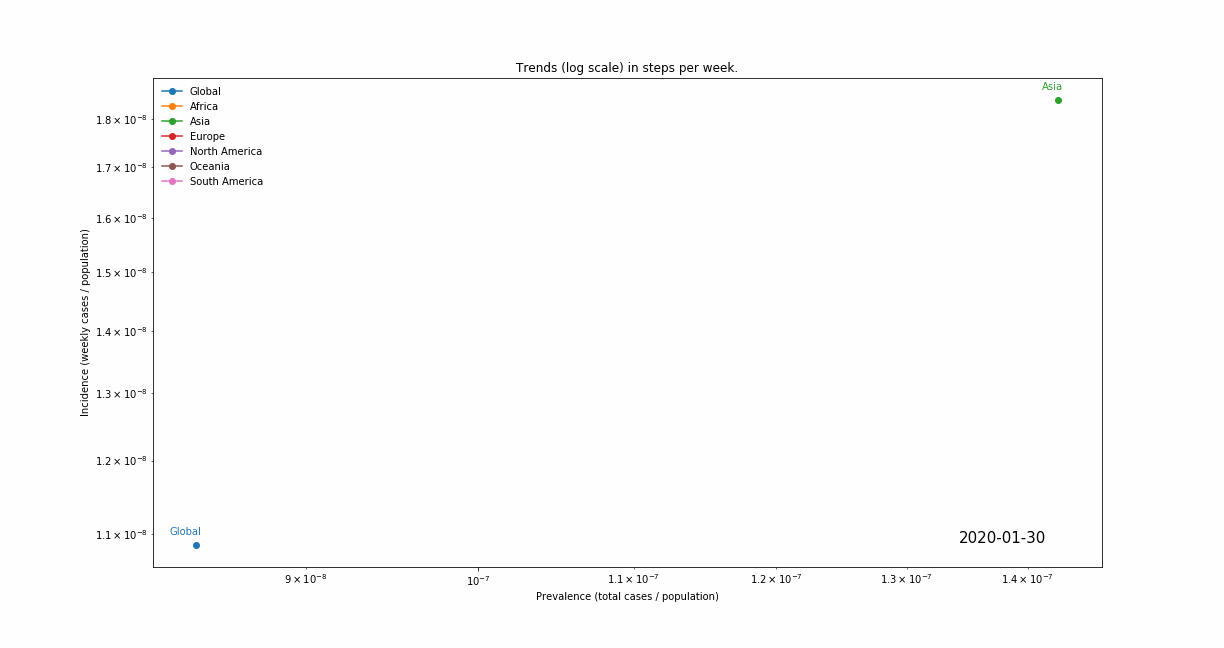 Trends (log scale) in steps per week.
Global
Africa
Asia
Europe
North America
Oceania
South America
Asia
1.8 × 10⁻⁸
1.7 × 10⁻⁸
1.6 × 10⁻⁸
1.5 × 10⁻⁸
1.4 × 10⁻⁸
1.3 × 10⁻⁸
1.2 × 10⁻⁸
1.1 × 10⁻⁸
Incidence (weekly cases / population)
Global
2020-01-30
9 × 10⁻⁸
10⁻⁷
1.1 × 10⁻⁷
1.2 × 10⁻⁷
1.3 × 10⁻⁷
1.4 × 10⁻⁷
Prevalence (total cases / population)